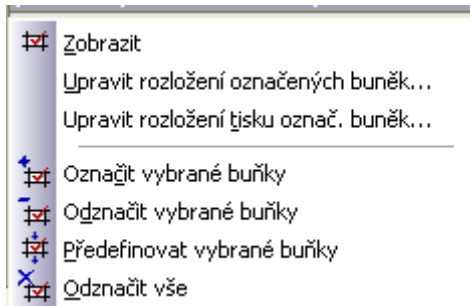 Zobrazit
Upravit rozložení označených buněk...
Upravit rozložení tisku označ. buněk...
Označit vybrané buňky
Odznačit vybrané buňky
Předefinovat vybrané buňky
Odznačit vše